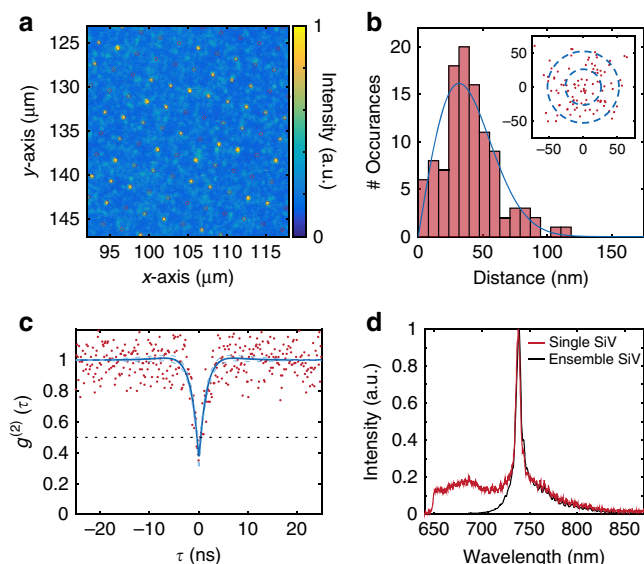 a
123
125
130
135
140
145
y-axis (μm)
95 100 105 110 115
x-axis (μm)
1
0
Intensity (a.u.)
b
20
15
10
5
0
# Occurances
0 50 100 150
Distance (nm)
50
0
–50
–50 0 50
c
1
0.8
0.6
0.4
0.2
0
g(2) (τ)
–20 –10 0 10 20
τ (ns)
d
1
0.8
0.6
0.4
0.2
0
Intensity (a.u.)
Single SiV
Ensemble SiV
640 700 750 800 850
Wavelength (nm)